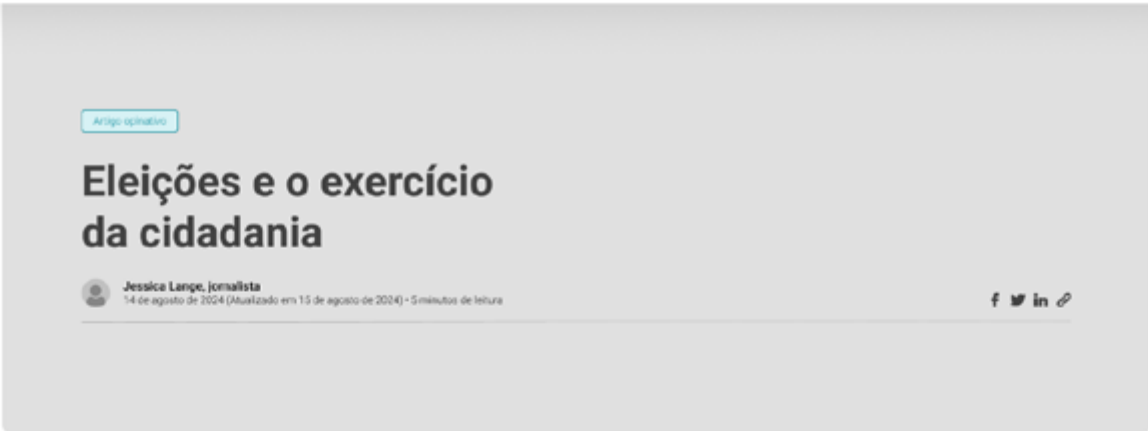 Artigo opinativo
Eleições e o exercício
da cidadania
Jessica Lange, jornalista
14 de agosto de 2024 (Atualizado em 15 de agosto de 2024) • 5 minutos de leitura